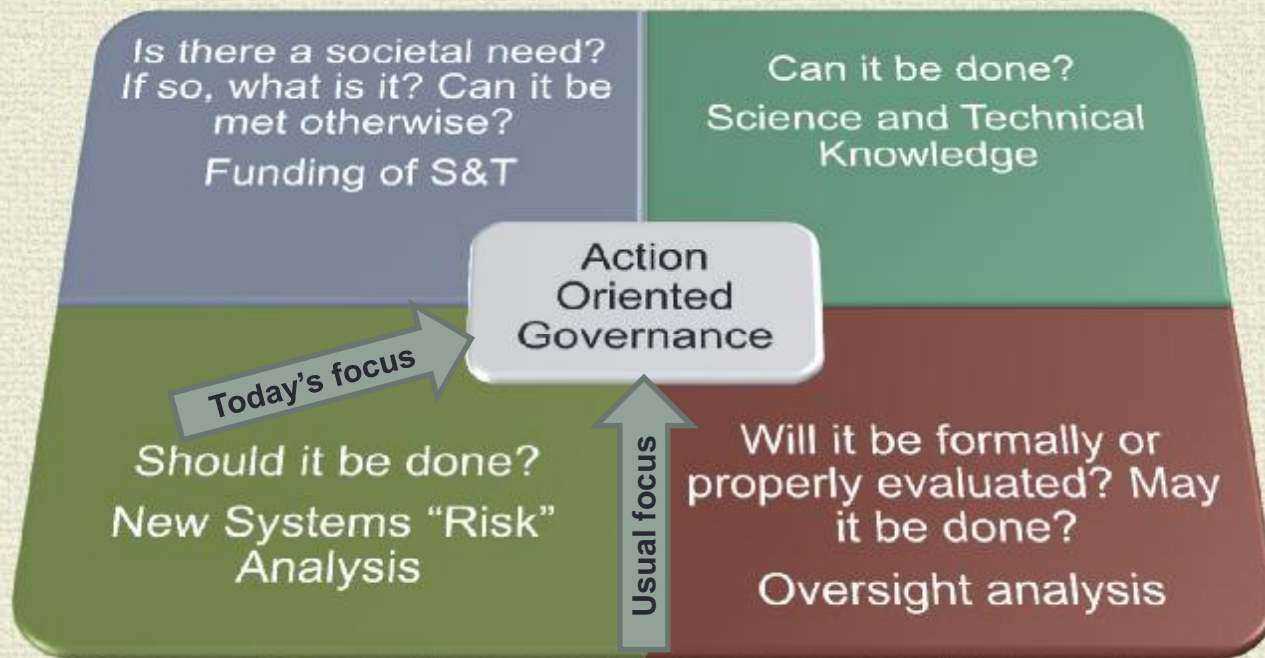 Is there a societal need?
If so, what is it? Can it be
met otherwise?
Funding of S&T
Can it be done?
Science and Technical
Knowledge
Action
Oriented
Governance
Today's focus
Should it be done?
New Systems “Risk”
Analysis
Usual focus
Will it be formally or
properly evaluated? May
it be done?
Oversight analysis